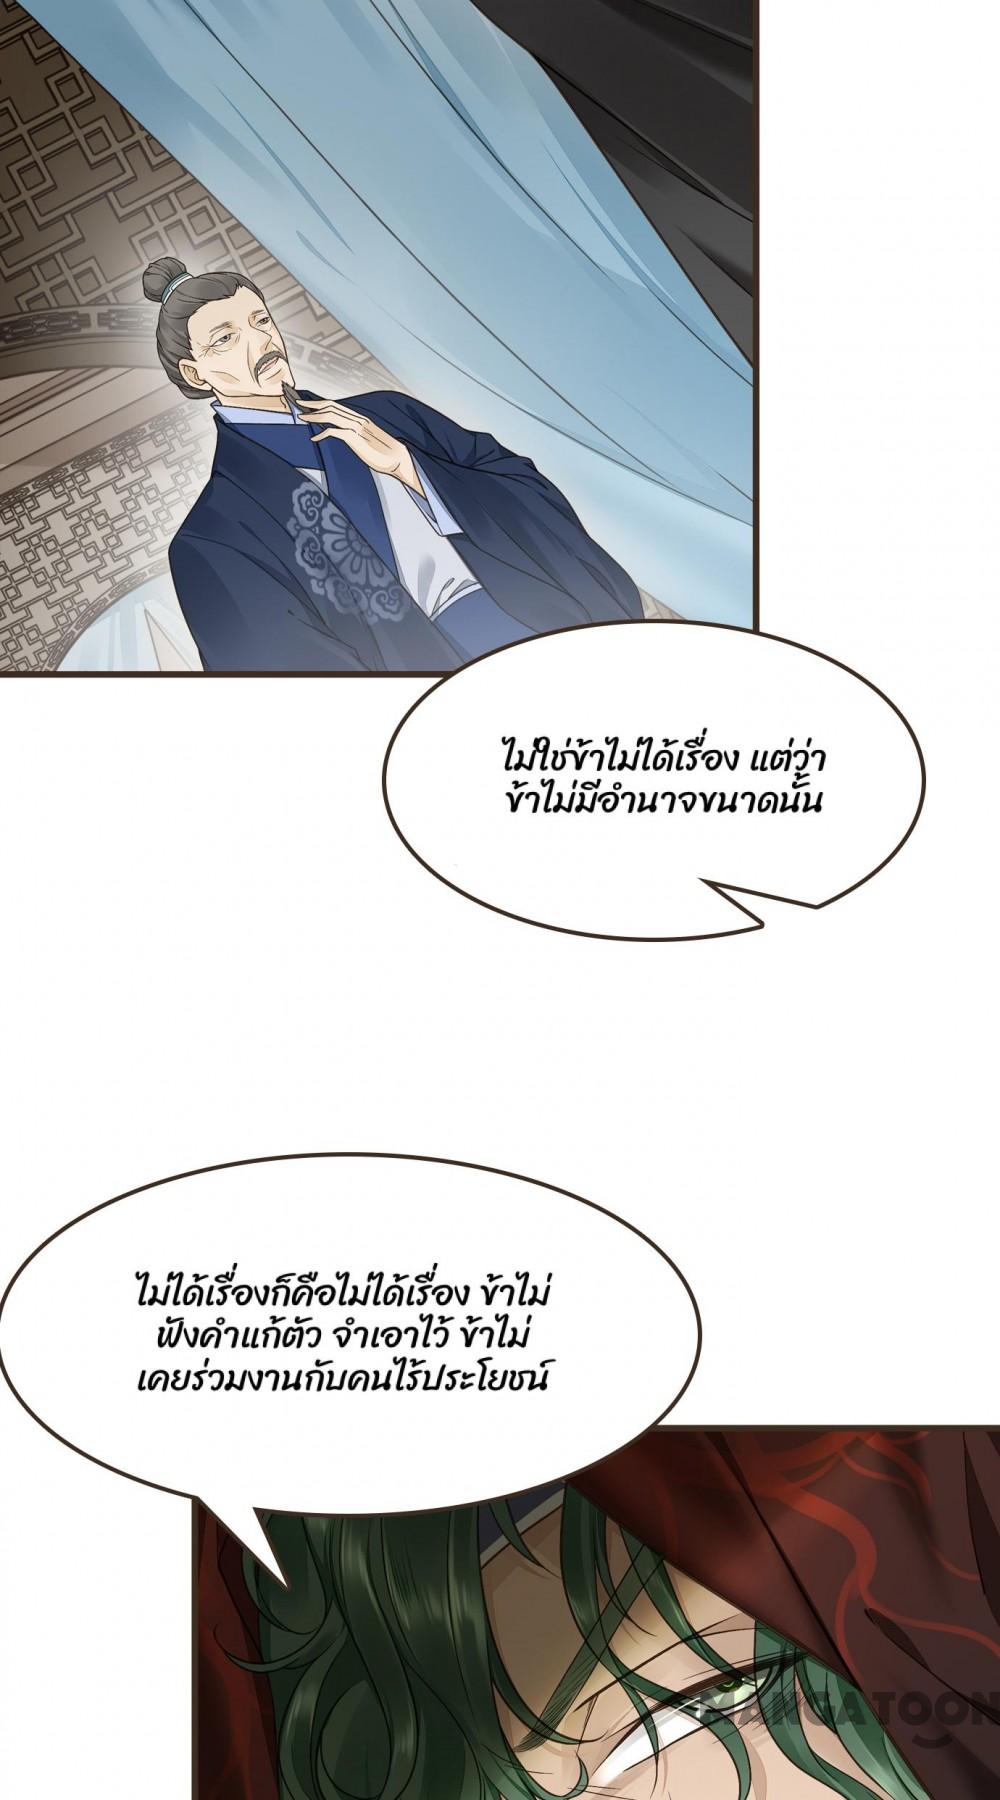 ไม่ใช่ข้าไม่ได้เรื่อง แต่ว่า
ข้าไม่มีอำนาจขนาดนั้น
ไม่ได้เรื่องก็คือไม่ได้เรื่อง ข้าไม่
ฟังคำแก้ตัว จำเอาไว้ ข้าไม่
เคยร่วมงานกับคนไร้ประโยชน์
MANGATOON